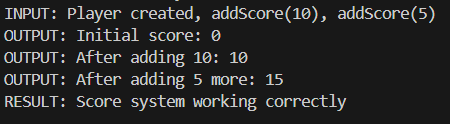 INPUT: Player created, addScore(10), addScore(5)
OUTPUT: Initial score: 0
OUTPUT: After adding 10: 10
OUTPUT: After adding 5 more: 15
RESULT: Score system working correctly